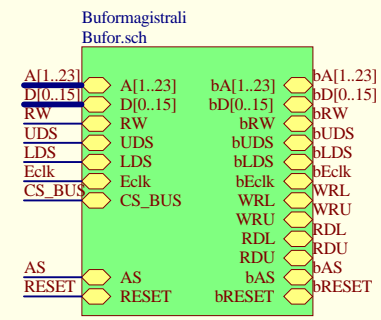 Buformagistrali
Bufor.sch
A[1..23] A[1..23] bA[1..23] bA[1..23]
D[0..15] D[0..15] bD[0..15] bD[0..15]
RW RW bRW bRW
UDS UDS bUDS bUDS
LDS LDS bLDS bLDS
Eclk Eclk bEclk bEclk
CS_BUS CS_BUS WRL WRL
WRU WRU
RDL RDL
RDU RDU
AS AS bAS bAS
RESET RESET bRESET bRESET